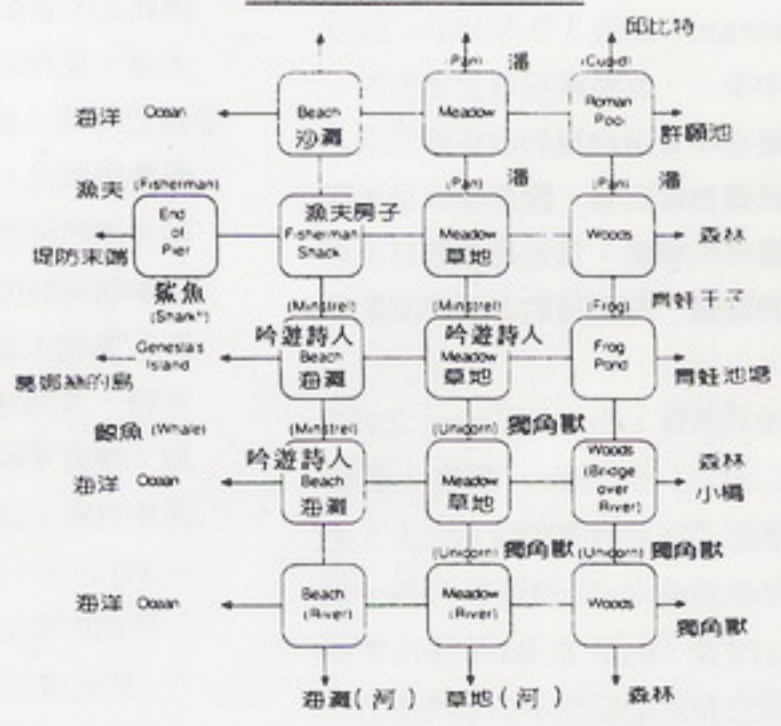 邱比特
(Pan) 潘 (Cupid)
海洋 Ocean Beach 沙灘 Meadow Roman Pool 許願池
漁夫 (Fisherman) (Pan) 潘 (Pan) 潘
End of Pier 漁夫房子 Fisherman Shack Meadow 草地 Woods 森林
堤防末端
鯊魚 (Shark*) (Minstrel) (Minstrel) (Frog) 青蛙王子
Genesta's Island 吟遊詩人 Beach 海灘 吟遊詩人 Meadow 草地 Frog Pond 青蛙池塘
葛娜絲的島
鯨魚 (Whale) (Minstrel) (Unicorn) 獨角獸
海洋 Ocean 吟遊詩人 Beach 海灘 Meadow 草地 Woods (Bridge over River) 森林 小橋
(Unicorn) 獨角獸 (Unicorn) 獨角獸
海洋 Ocean Beach (River) Meadow (River) Woods 獨角獸
海灘(河) 草地(河) 森林